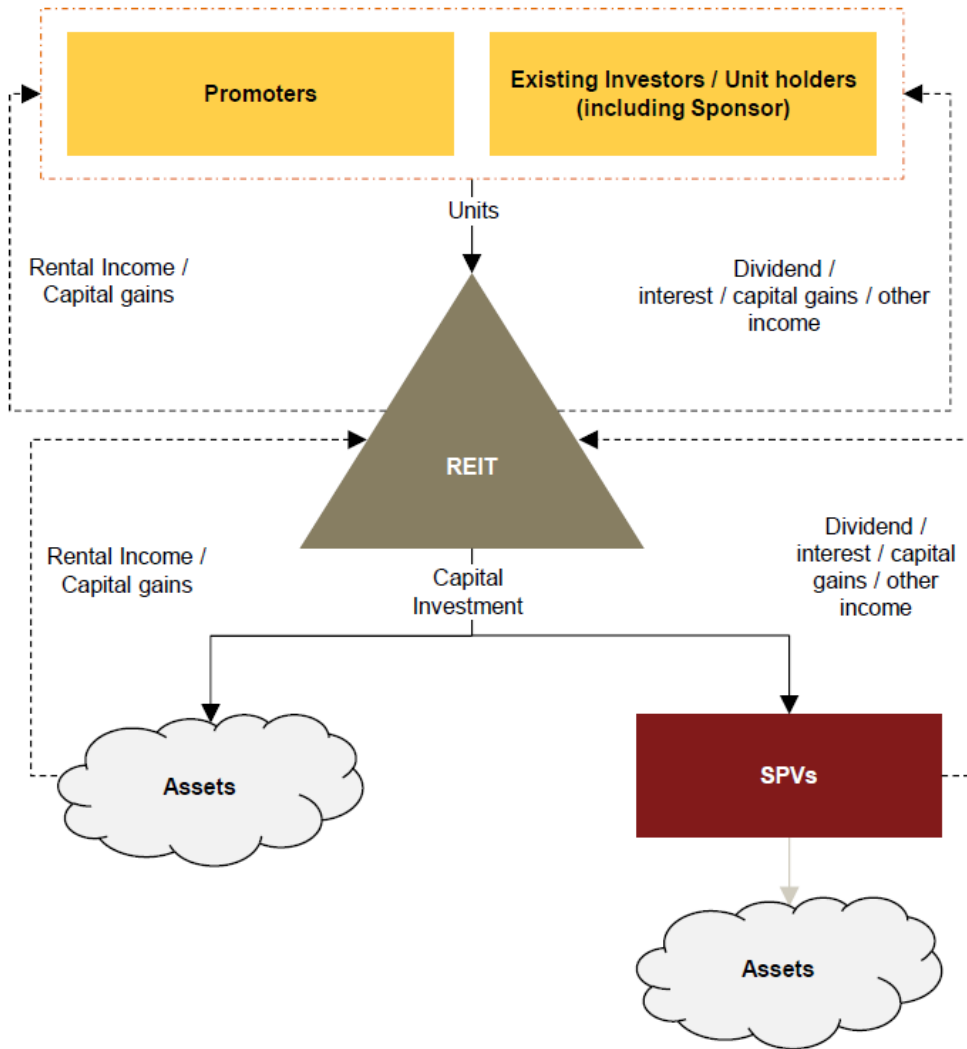 Promoters
Existing Investors / Unit holders
(including Sponsor)
Units
Rental Income /
Capital gains
Dividend /
interest / capital gains / other
income
REIT
Rental Income /
Capital gains
Capital
Investment
Dividend /
interest / capital
gains / other
income
Assets
SPVs
Assets